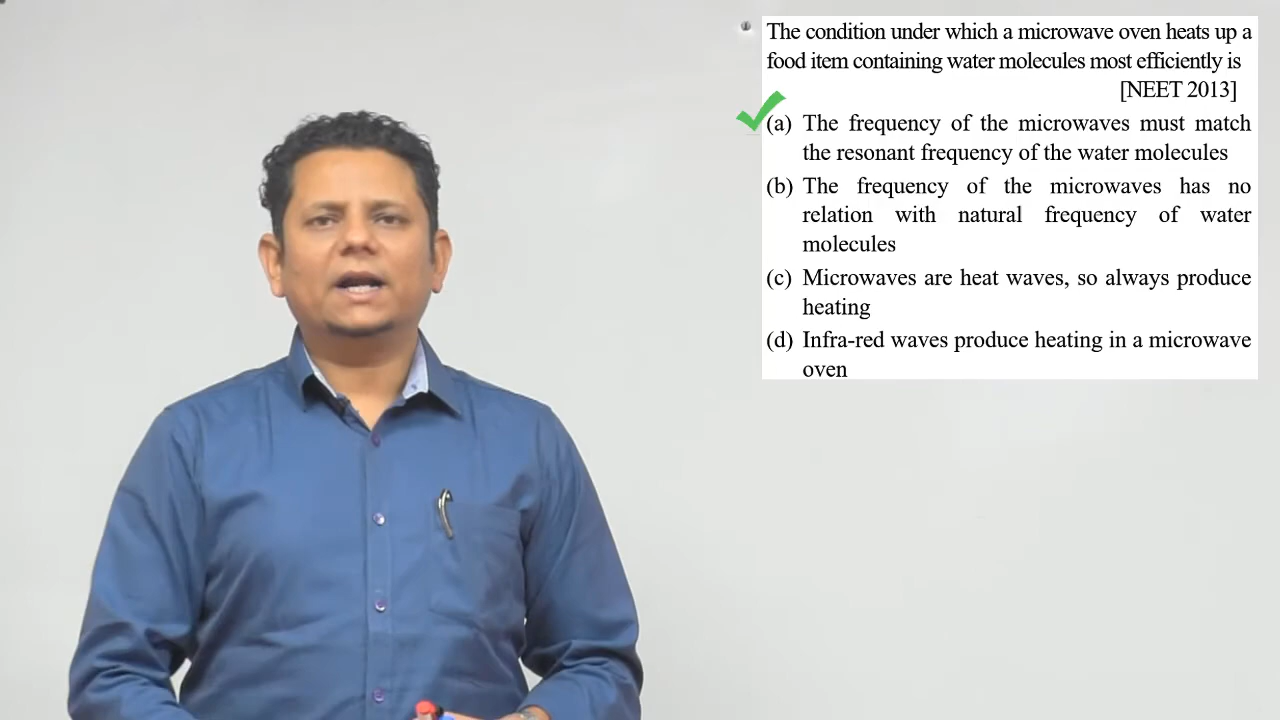 The condition under which a microwave oven heats up a
food item containing water molecules most efficiently is
[NEET 2013]
(a) The frequency of the microwaves must match
the resonant frequency of the water molecules
(b) The frequency of the microwaves has no
relation with natural frequency of water
molecules
(c) Microwaves are heat waves, so always produce
heating
(d) Infra-red waves produce heating in a microwave
oven